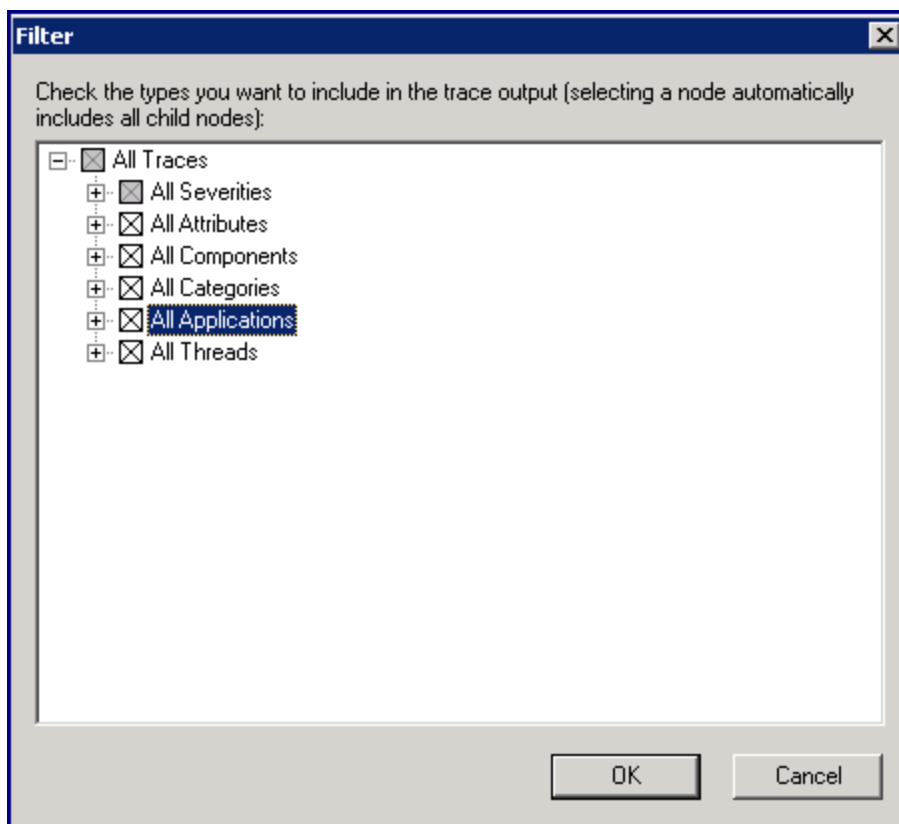 Filter
Check the types you want to include in the trace output (selecting a node automatically
includes all child nodes):
All Traces
All Severities
All Attributes
All Components
All Categories
All Applications
All Threads
OK Cancel